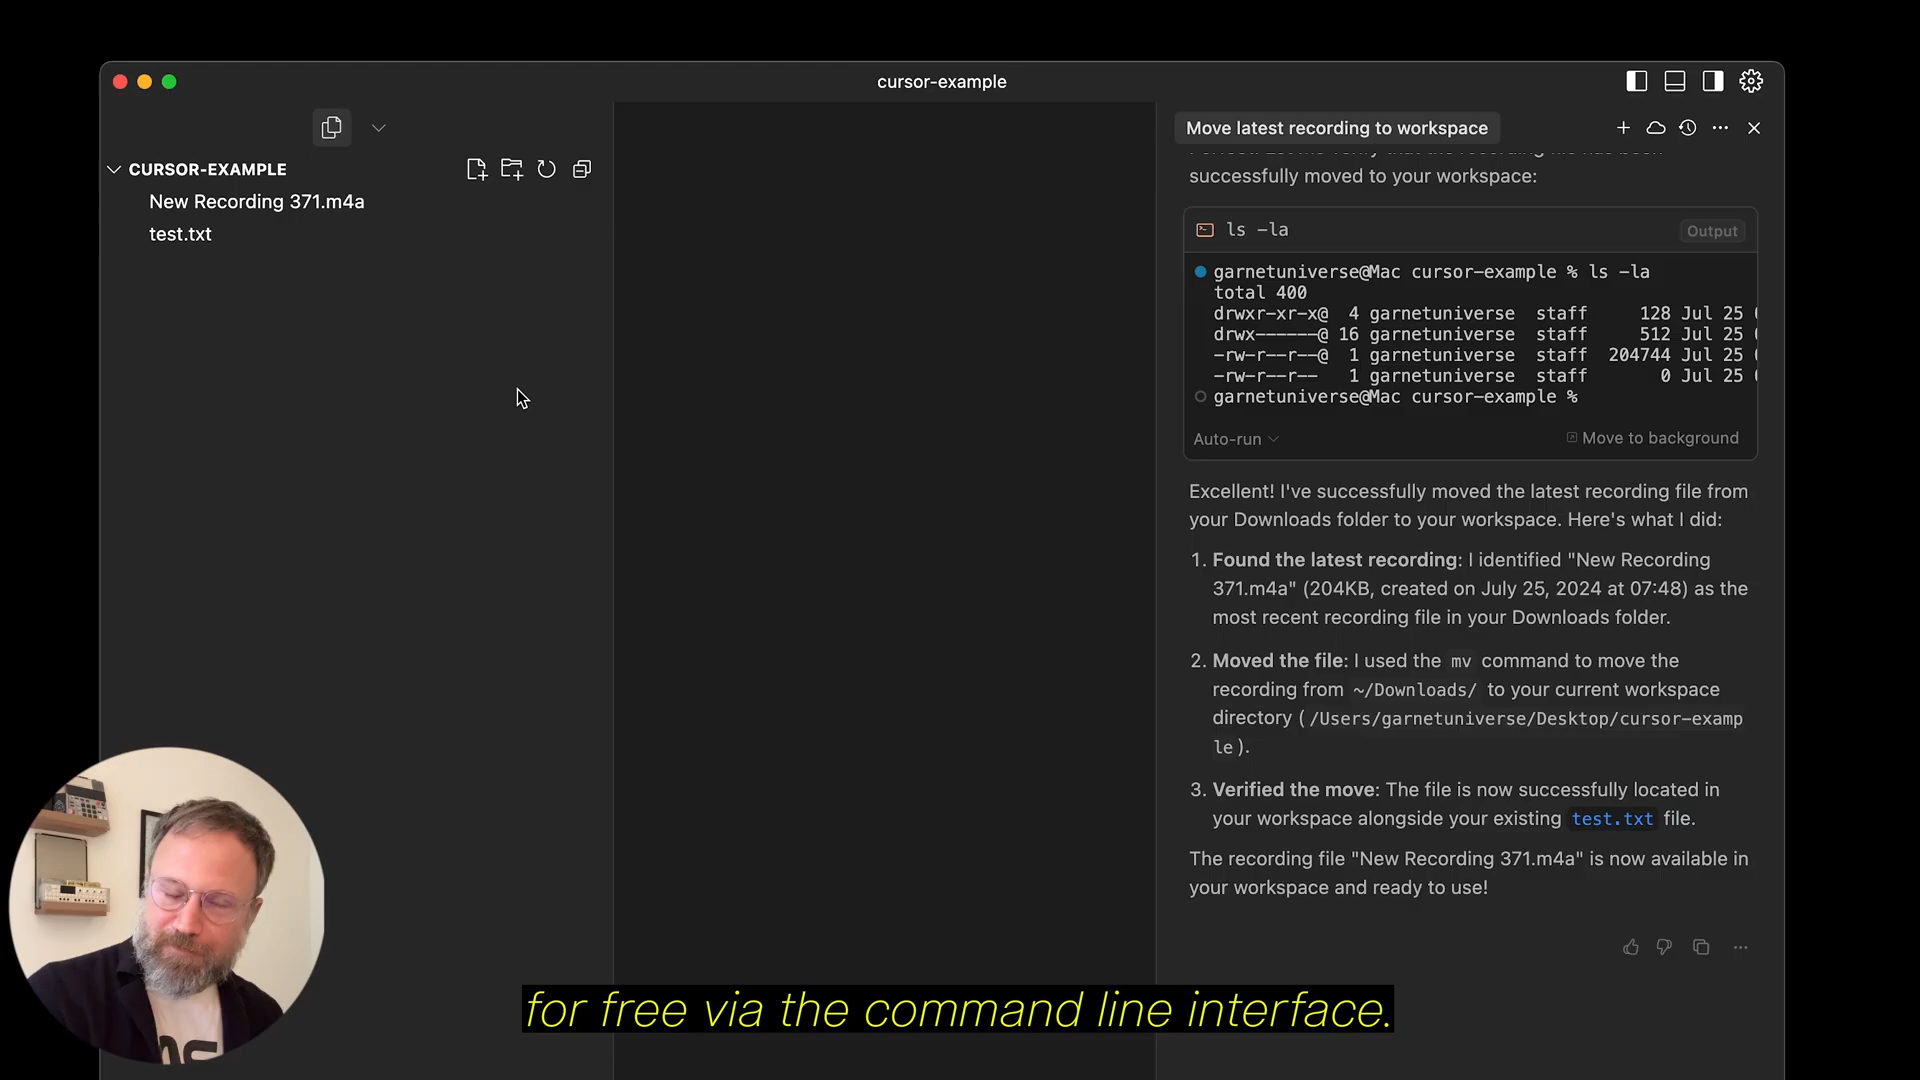 cursor-example
CURSOR-EXAMPLE
New Recording 371.m4a
test.txt
Move latest recording to workspace
successfully moved to your workspace:
ls -la
Output
garnetuniverse@Mac cursor-example % ls -la
total 400
drwxr-xr-x@ 4 garnetuniverse staff 128 Jul 25
drwx------@ 16 garnetuniverse staff 512 Jul 25
-rw-r--r--@ 1 garnetuniverse staff 204744 Jul 25
-rw-r--r-- 1 garnetuniverse staff 0 Jul 25
garnetuniverse@Mac cursor-example %
Auto-run
Move to background
Excellent! I've successfully moved the latest recording file from
your Downloads folder to your workspace. Here's what I did:
1. Found the latest recording: I identified "New Recording
371.m4a" (204KB, created on July 25, 2024 at 07:48) as the
most recent recording file in your Downloads folder.
2. Moved the file: I used the mv command to move the
recording from ~/Downloads/ to your current workspace
directory (/Users/garnetuniverse/Desktop/cursor-examp
le).
3. Verified the move: The file is now successfully located in
your workspace alongside your existing test.txt file.
The recording file "New Recording 371.m4a" is now available in
your workspace and ready to use!
for free via the command line interface.